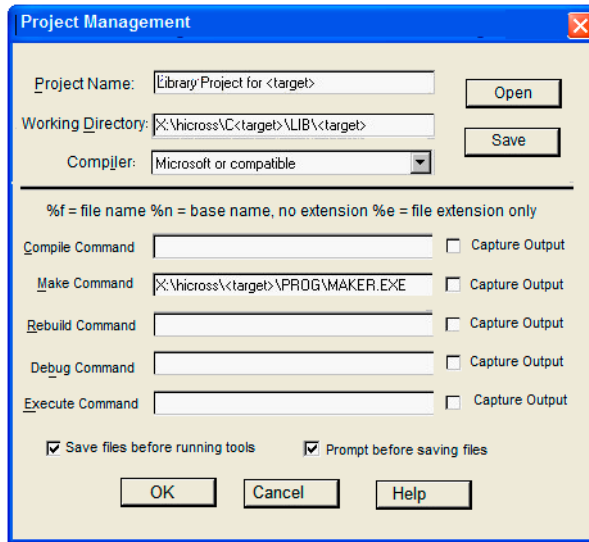 Project Management
Project Name: Library Project for <target>
Open
Working Directory: X:\hicross\C<target>\LIB\<target>
Save
Compiler: Microsoft or compatible
%f = file name %n = base name, no extension %e = file extension only
Compile Command Capture Output
Make Command X:\hicross\<target>\PROG\MAKER.EXE Capture Output
Rebuild Command Capture Output
Debug Command Capture Output
Execute Command Capture Output
Save files before running tools Prompt before saving files
OK Cancel Help